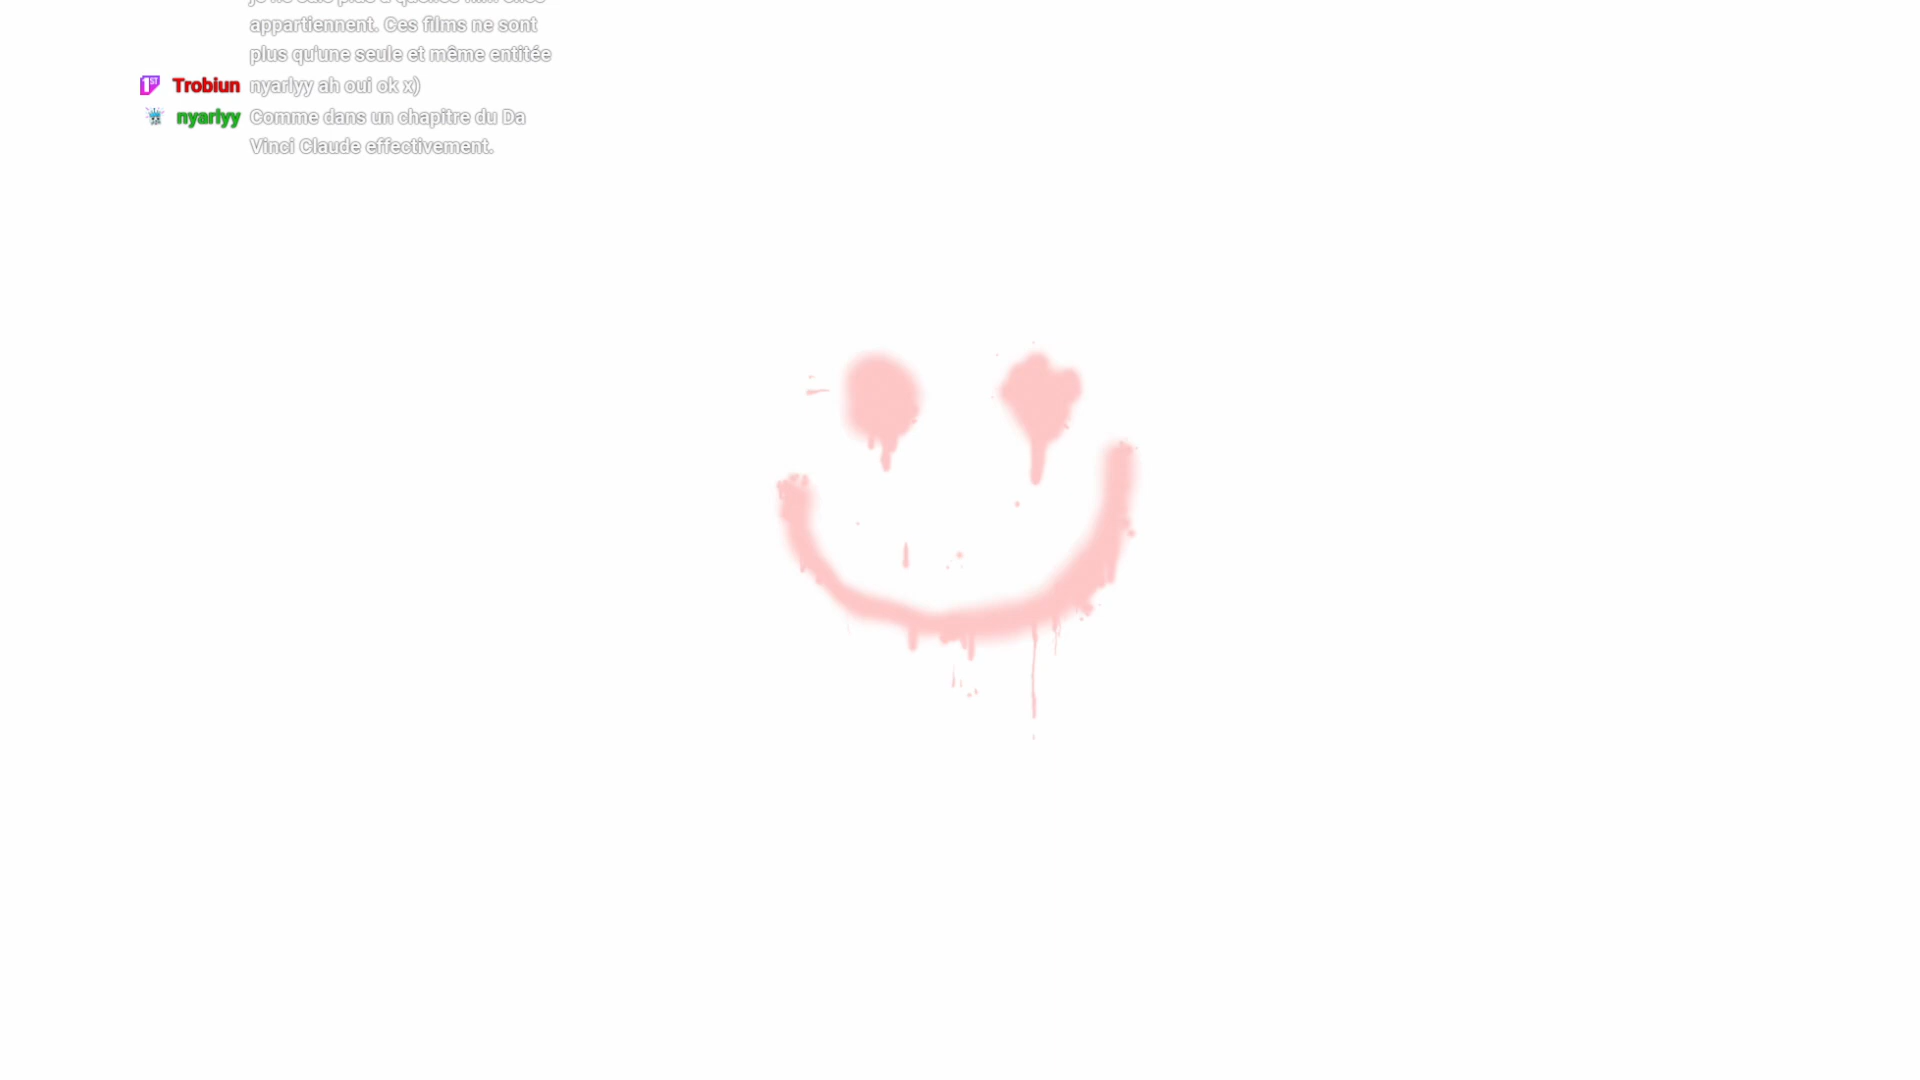 appartiennent. Ces films ne sont
plus qu'une seule et même entitée
Trobiun nyarlyy ah oui ok x)
nyarlyy Comme dans un chapitre du Da
Vinci Claude effectivement.